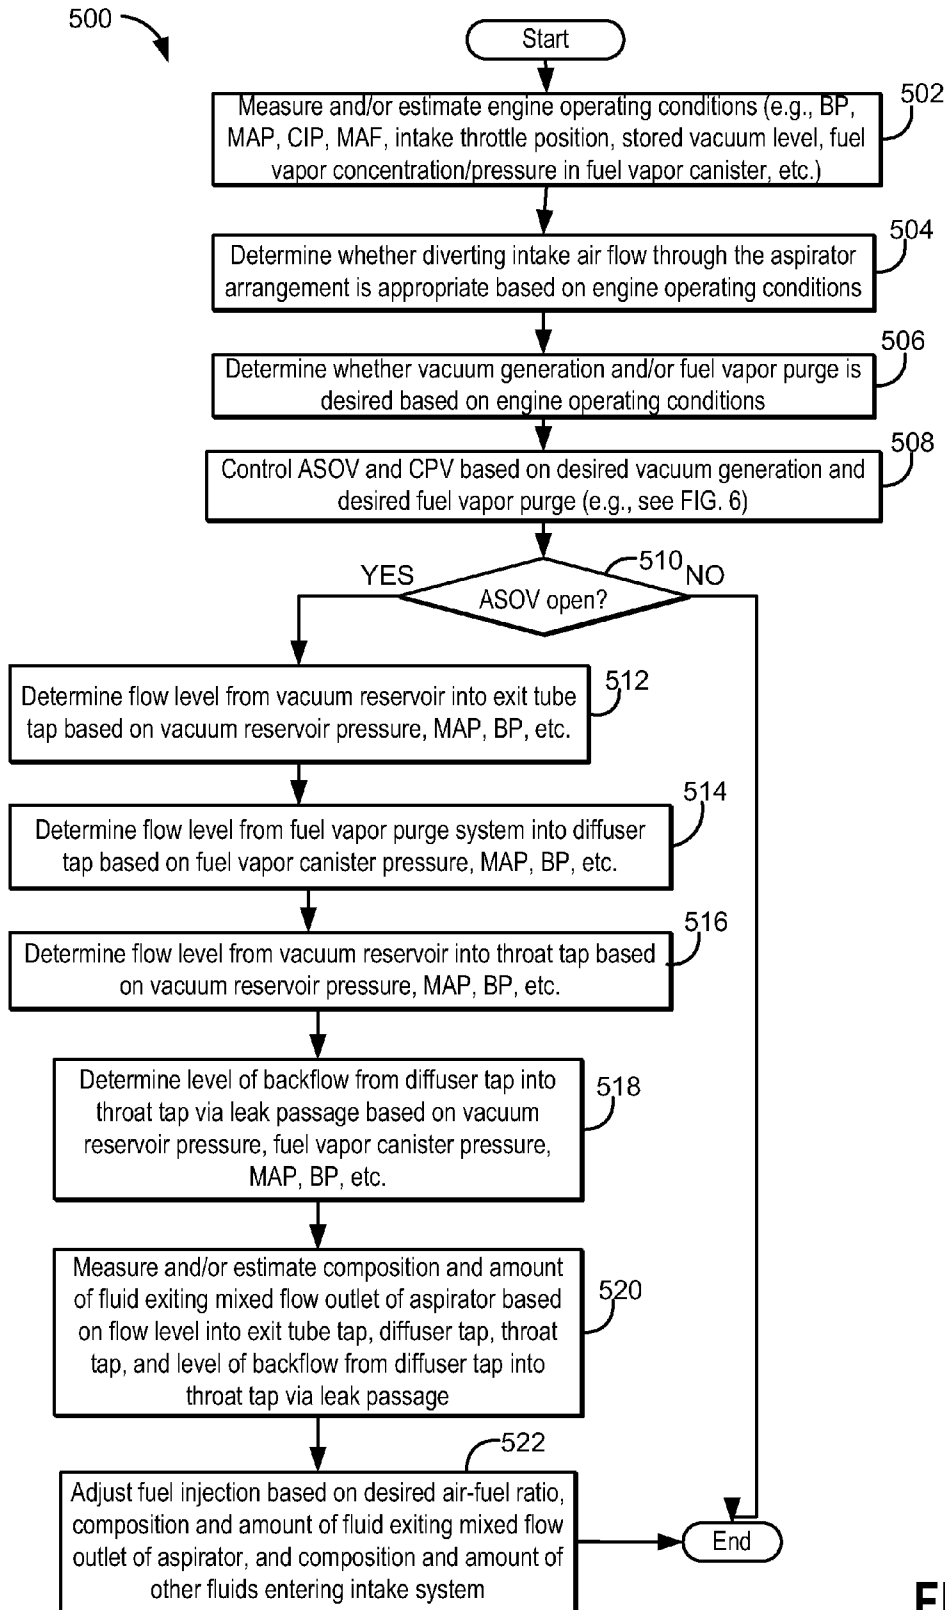 500
Start
502
Measure and/or estimate engine operating conditions (e.g., BP,
MAP, CIP, MAF, intake throttle position, stored vacuum level, fuel
vapor concentration/pressure in fuel vapor canister, etc.)
504
Determine whether diverting intake air flow through the aspirator
arrangement is appropriate based on engine operating conditions
506
Determine whether vacuum generation and/or fuel vapor purge is
desired based on engine operating conditions
508
Control ASOV and CPV based on desired vacuum generation and
desired fuel vapor purge (e.g., see FIG. 6)
510
YES
NO
ASOV open?
512
Determine flow level from vacuum reservoir into exit tube
tap based on vacuum reservoir pressure, MAP, BP, etc.
514
Determine flow level from fuel vapor purge system into diffuser
tap based on fuel vapor canister pressure, MAP, BP, etc.
516
Determine flow level from vacuum reservoir into throat tap based
on vacuum reservoir pressure, MAP, BP, etc.
518
Determine level of backflow from diffuser tap into
throat tap via leak passage based on vacuum
reservoir pressure, fuel vapor canister pressure,
MAP, BP, etc.
520
Measure and/or estimate composition and amount
of fluid exiting mixed flow outlet of aspirator based
on flow level into exit tube tap, diffuser tap, throat
tap, and level of backflow from diffuser tap into
throat tap via leak passage
522
Adjust fuel injection based on desired air-fuel ratio,
composition and amount of fluid exiting mixed flow
outlet of aspirator, and composition and amount of
other fluids entering intake system
End